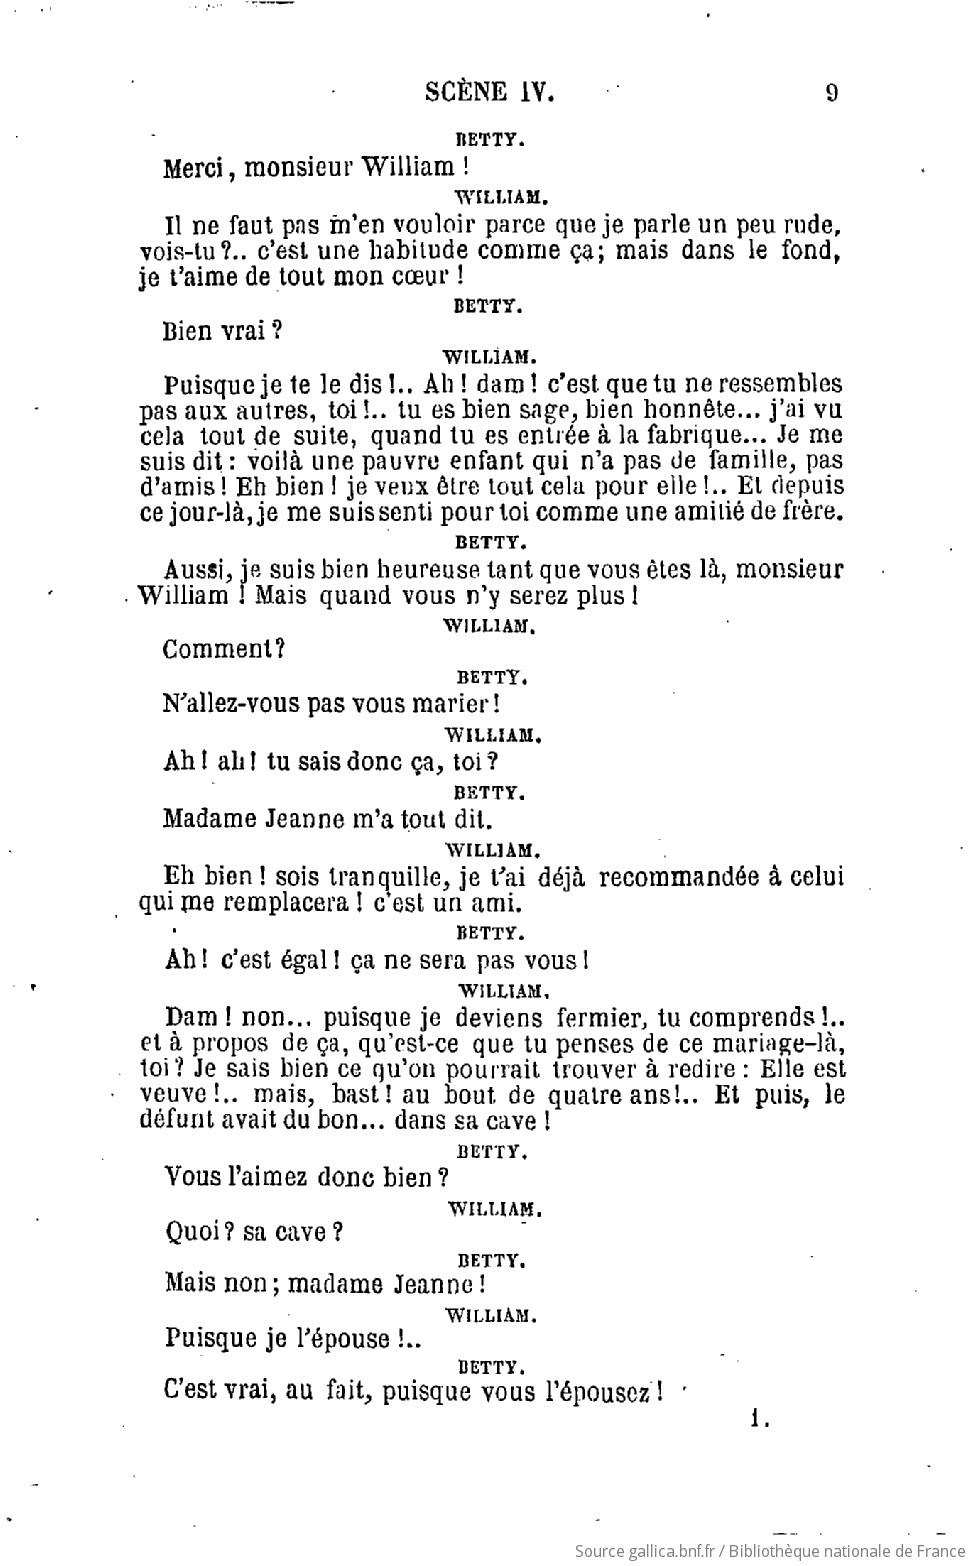 SCÈNE IV. 9
BETTY.
Merci, monsieur William !
WILLIAM.
Il ne faut pas m'en vouloir parce que je parle un peu rude,
vois-tu ?.. c'est une habitude comme ça; mais dans le fond,
je t'aime de tout mon cœur !
BETTY.
Bien vrai ?
WILLIAM.
Puisque je te le dis !.. Ah ! dam ! c'est que tu ne ressembles
pas aux autres, toi !.. tu es bien sage, bien honnête... j'ai vu
cela tout de suite, quand tu es entrée à la fabrique... Je me
suis dit : voilà une pauvre enfant qui n'a pas de famille, pas
d'amis ! Eh bien ! je veux être tout cela pour elle !.. Et depuis
ce jour-là, je me suis senti pour toi comme une amitié de frère.
BETTY.
Aussi, je suis bien heureuse tant que vous êtes là, monsieur
William ! Mais quand vous n'y serez plus !
WILLIAM.
Comment ?
BETTY.
N'allez-vous pas vous marier !
WILLIAM.
Ah ! ah ! tu sais donc ça, toi ?
BETTY.
Madame Jeanne m'a tout dit.
WILLIAM.
Eh bien ! sois tranquille, je t'ai déjà recommandée à celui
qui me remplacera ! c'est un ami.
BETTY.
Ah ! c'est égal ! ça ne sera pas vous !
WILLIAM.
Dam ! non... puisque je deviens fermier, tu comprends !..
et à propos de ça, qu'est-ce que tu penses de ce mariage-là,
toi ? Je sais bien ce qu'on pourrait trouver à redire : Elle est
veuve !.. mais, bast ! au bout de quatre ans !.. Et puis, le
défunt avait du bon... dans sa cave !
BETTY.
Vous l'aimez donc bien ?
WILLIAM.
Quoi ? sa cave ?
BETTY.
Mais non ; madame Jeanne !
WILLIAM.
Puisque je l'épouse !..
BETTY.
C'est vrai, au fait, puisque vous l'épousez !
1.
Source gallica.bnf.fr / Bibliothèque nationale de France